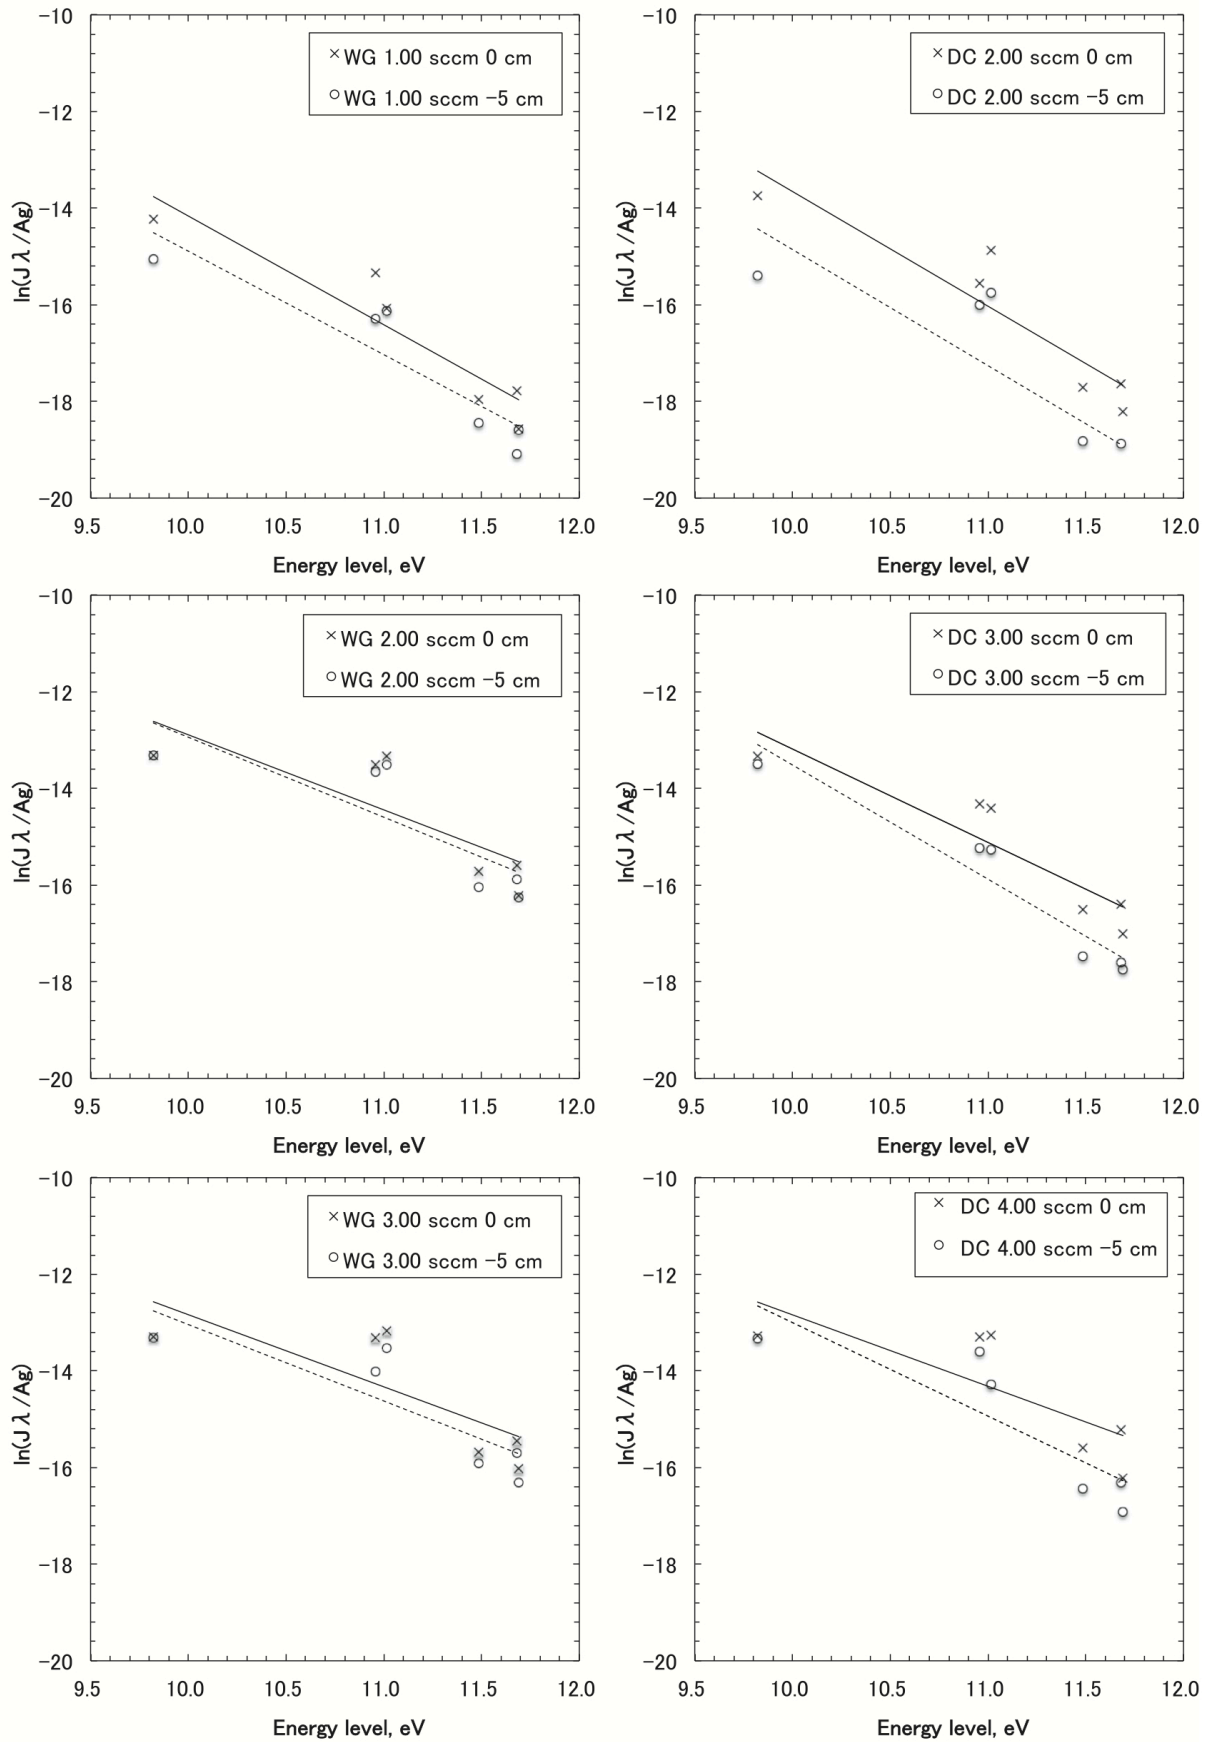 −10
−12
−14
−16
−18
−20
ln(Jλ/Ag)
× WG 1.00 sccm 0 cm
○ WG 1.00 sccm −5 cm
9.5 10.0 10.5 11.0 11.5 12.0
Energy level, eV
−10
−12
−14
−16
−18
−20
ln(Jλ/Ag)
× DC 2.00 sccm 0 cm
○ DC 2.00 sccm −5 cm
9.5 10.0 10.5 11.0 11.5 12.0
Energy level, eV
−10
−12
−14
−16
−18
−20
ln(Jλ/Ag)
× WG 2.00 sccm 0 cm
○ WG 2.00 sccm −5 cm
9.5 10.0 10.5 11.0 11.5 12.0
Energy level, eV
−10
−12
−14
−16
−18
−20
ln(Jλ/Ag)
× DC 3.00 sccm 0 cm
○ DC 3.00 sccm −5 cm
9.5 10.0 10.5 11.0 11.5 12.0
Energy level, eV
−10
−12
−14
−16
−18
−20
ln(Jλ/Ag)
× WG 3.00 sccm 0 cm
○ WG 3.00 sccm −5 cm
9.5 10.0 10.5 11.0 11.5 12.0
Energy level, eV
−10
−12
−14
−16
−18
−20
ln(Jλ/Ag)
× DC 4.00 sccm 0 cm
○ DC 4.00 sccm −5 cm
9.5 10.0 10.5 11.0 11.5 12.0
Energy level, eV